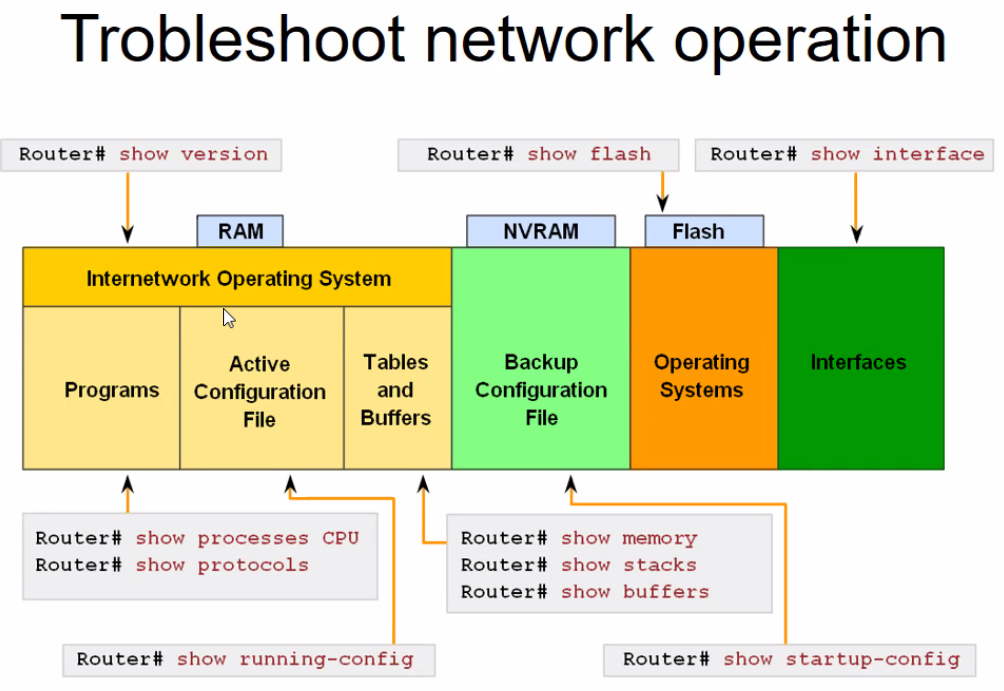 Trobleshoot network operation
Router# show version
Router# show flash
Router# show interface
RAM
NVRAM
Flash
Internetwork Operating System
Programs
Active
Configuration
File
Tables
and
Buffers
Backup
Configuration
File
Operating
Systems
Interfaces
Router# show processes CPU
Router# show protocols
Router# show memory
Router# show stacks
Router# show buffers
Router# show running-config
Router# show startup-config